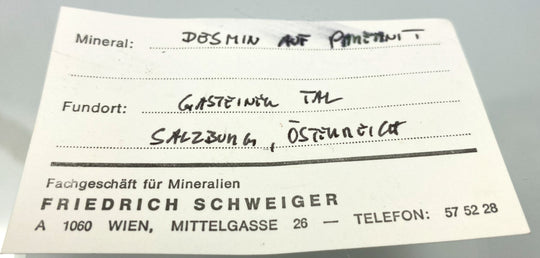 Mineral: DESMIN AUF
Fundort: GASTEINER TAL
SALZBURG, ÖSTERREICH
Fachgeschäft für Mineralien
FRIEDRICH SCHWEIGER
A 1060 WIEN, MITTELGASSE 26 — TELEFON: 57 52 28